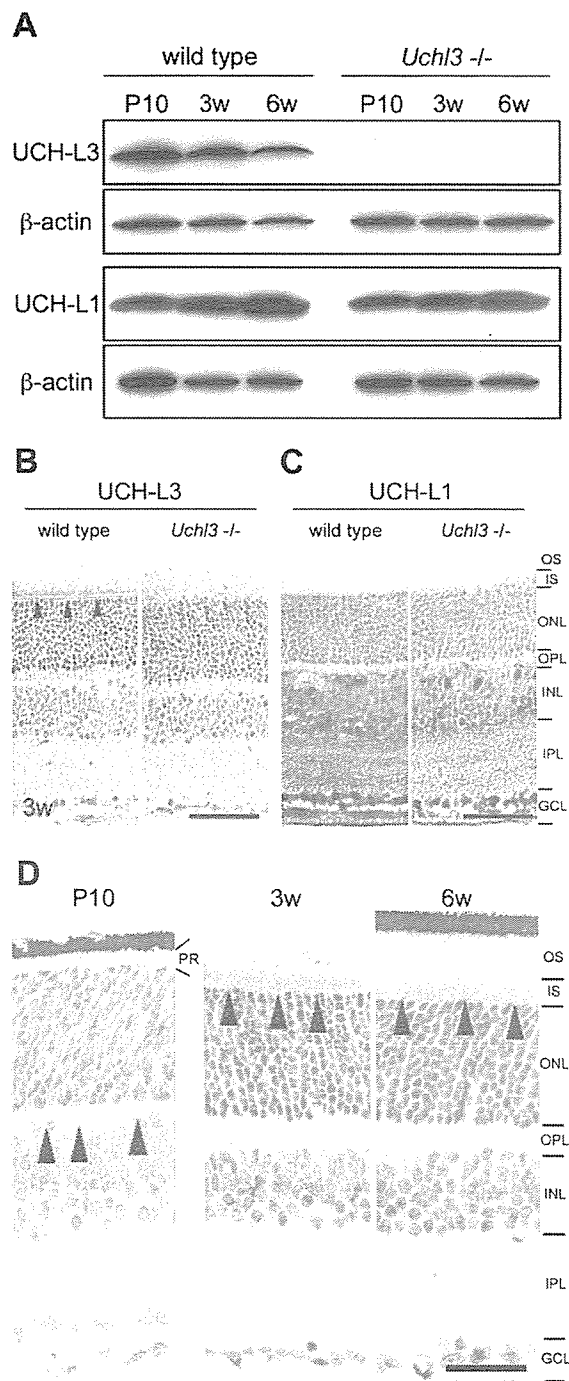 A
wild type Uchl3 -/-
P10 3w 6w P10 3w 6w
UCH-L3
β-actin
UCH-L1
β-actin
B C
UCH-L3 UCH-L1
wild type Uchl3 -/- wild type Uchl3 -/-
OS
IS
ONL
OPL
INL
IPL
GCL
3w
D
P10 3w 6w
PR
OS
IS
ONL
OPL
INL
IPL
GCL